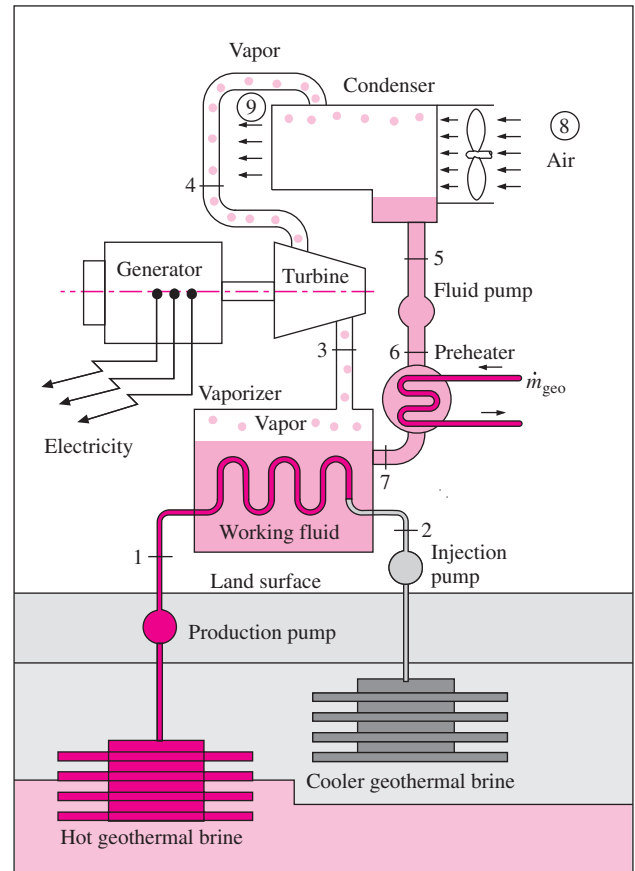 Vapor
Condenser
9
8
Air
4
5
Generator
Turbine
Fluid pump
3
6
Preheater
ṁgeo
Vaporizer
Vapor
Electricity
7
Working fluid
2
1
Injection
pump
Land surface
Production pump
Cooler geothermal brine
Hot geothermal brine